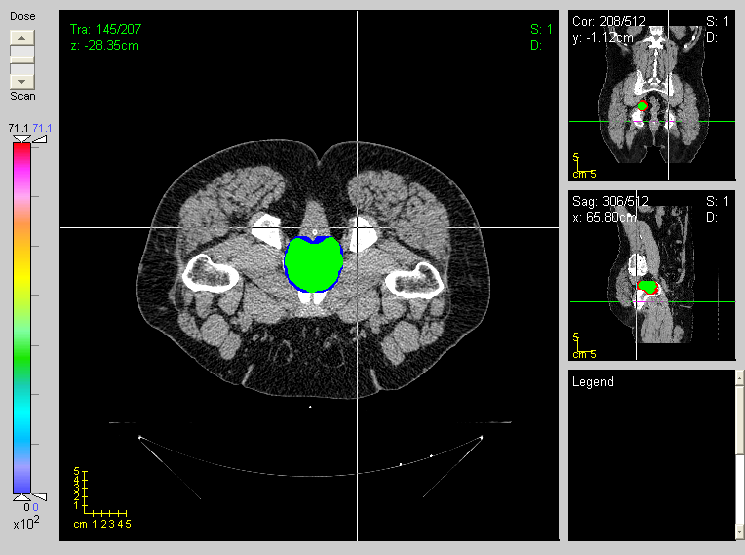 Dose
Scan
71.1 71.1
0 0
x10²
Tra: 145/207
z: -28.35cm
S: 1
D:
5
4
3
2
1
cm 1 2 3 4 5
Cor: 208/512
y: -1.12cm
S: 1
D:
5
cm 5
Sag: 306/512
x: 65.80cm
S: 1
D:
5
cm 5
Legend